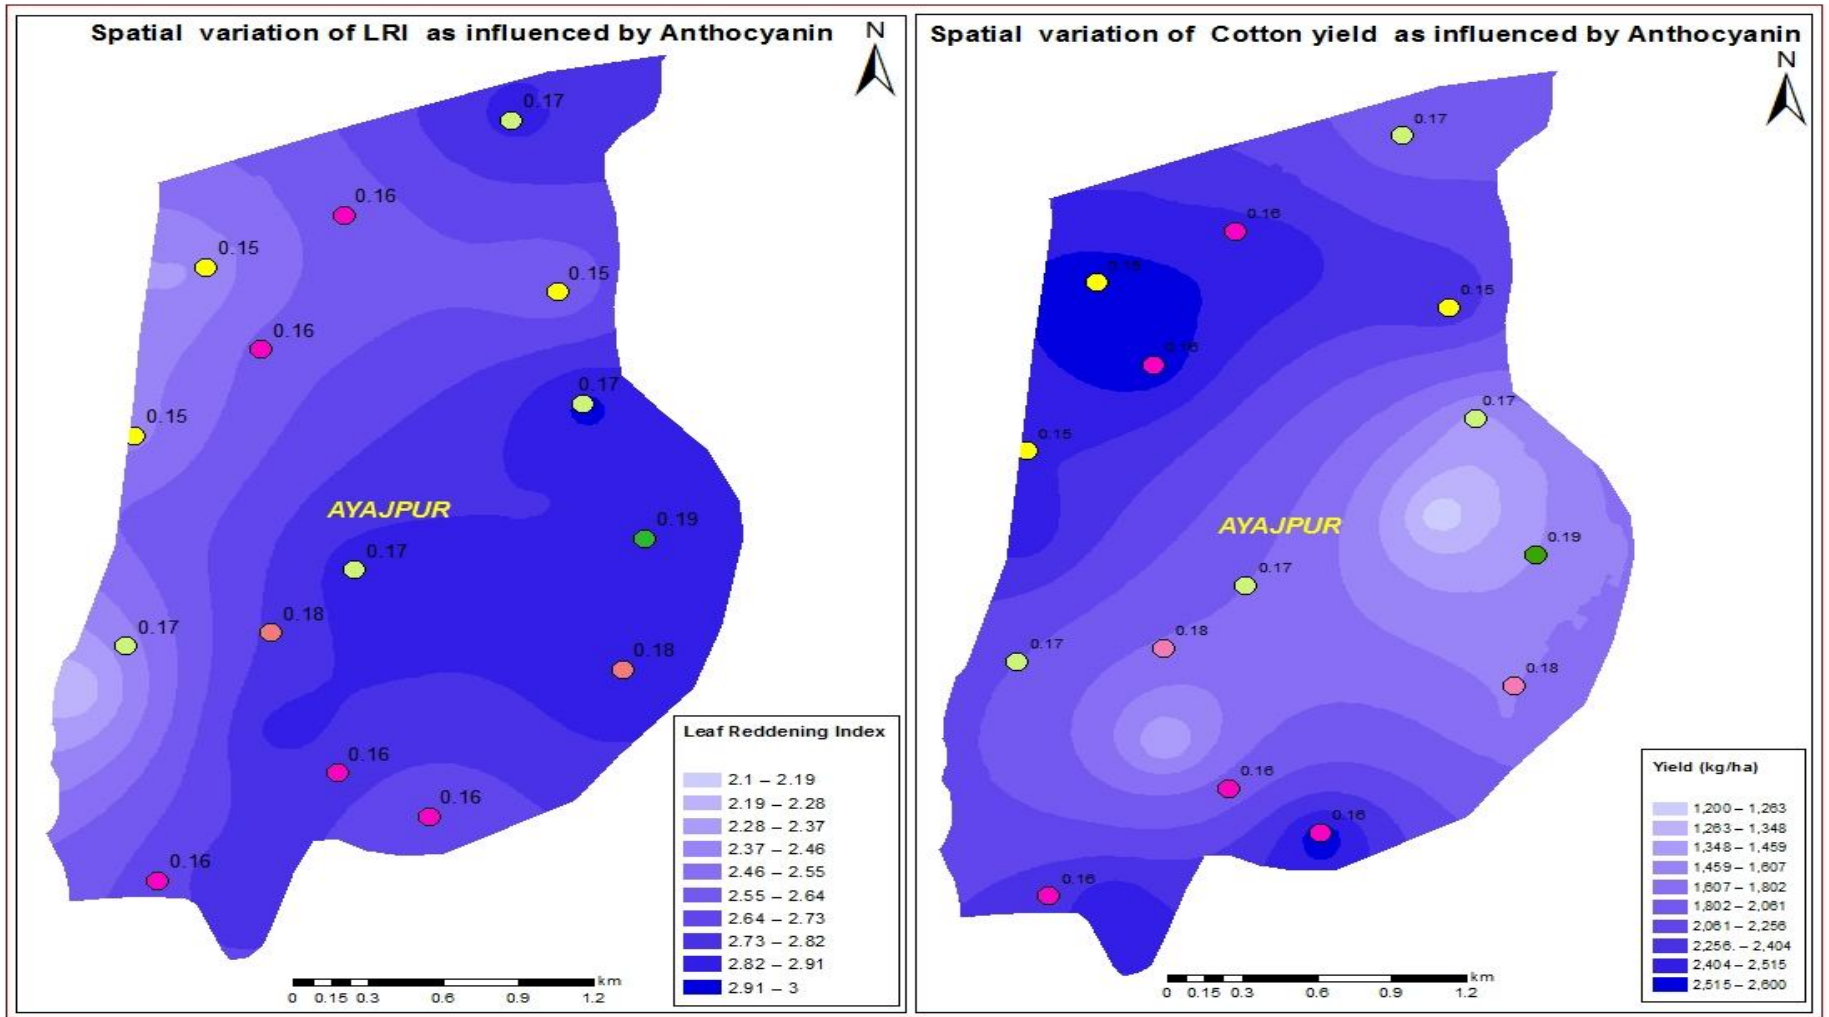 Spatial variation of LRI as influenced by Anthocyanin
N
0.17
0.16
0.15
0.15
0.16
0.17
0.15
AYAJPUR
0.19
0.17
0.18
0.17
0.18
0.16
0.16
0.16
Leaf Reddening Index
2.1 – 2.19
2.19 – 2.28
2.28 – 2.37
2.37 – 2.46
2.46 – 2.55
2.55 – 2.64
2.64 – 2.73
2.73 – 2.82
2.82 – 2.91
2.91 – 3
km
0 0.15 0.3 0.6 0.9 1.2
Spatial variation of Cotton yield as influenced by Anthocyanin
N
0.17
0.16
0.15
0.15
0.16
0.17
0.15
AYAJPUR
0.19
0.17
0.18
0.17
0.18
0.16
0.16
0.16
Yield (kg/ha)
1,200 – 1,263
1,263 – 1,348
1,348 – 1,459
1,459 – 1,607
1,607 – 1,802
1,802 – 2,061
2,061 – 2,256
2,256. – 2,404
2,404 – 2,515
2,515 – 2,600
km
0 0.15 0.3 0.6 0.9 1.2